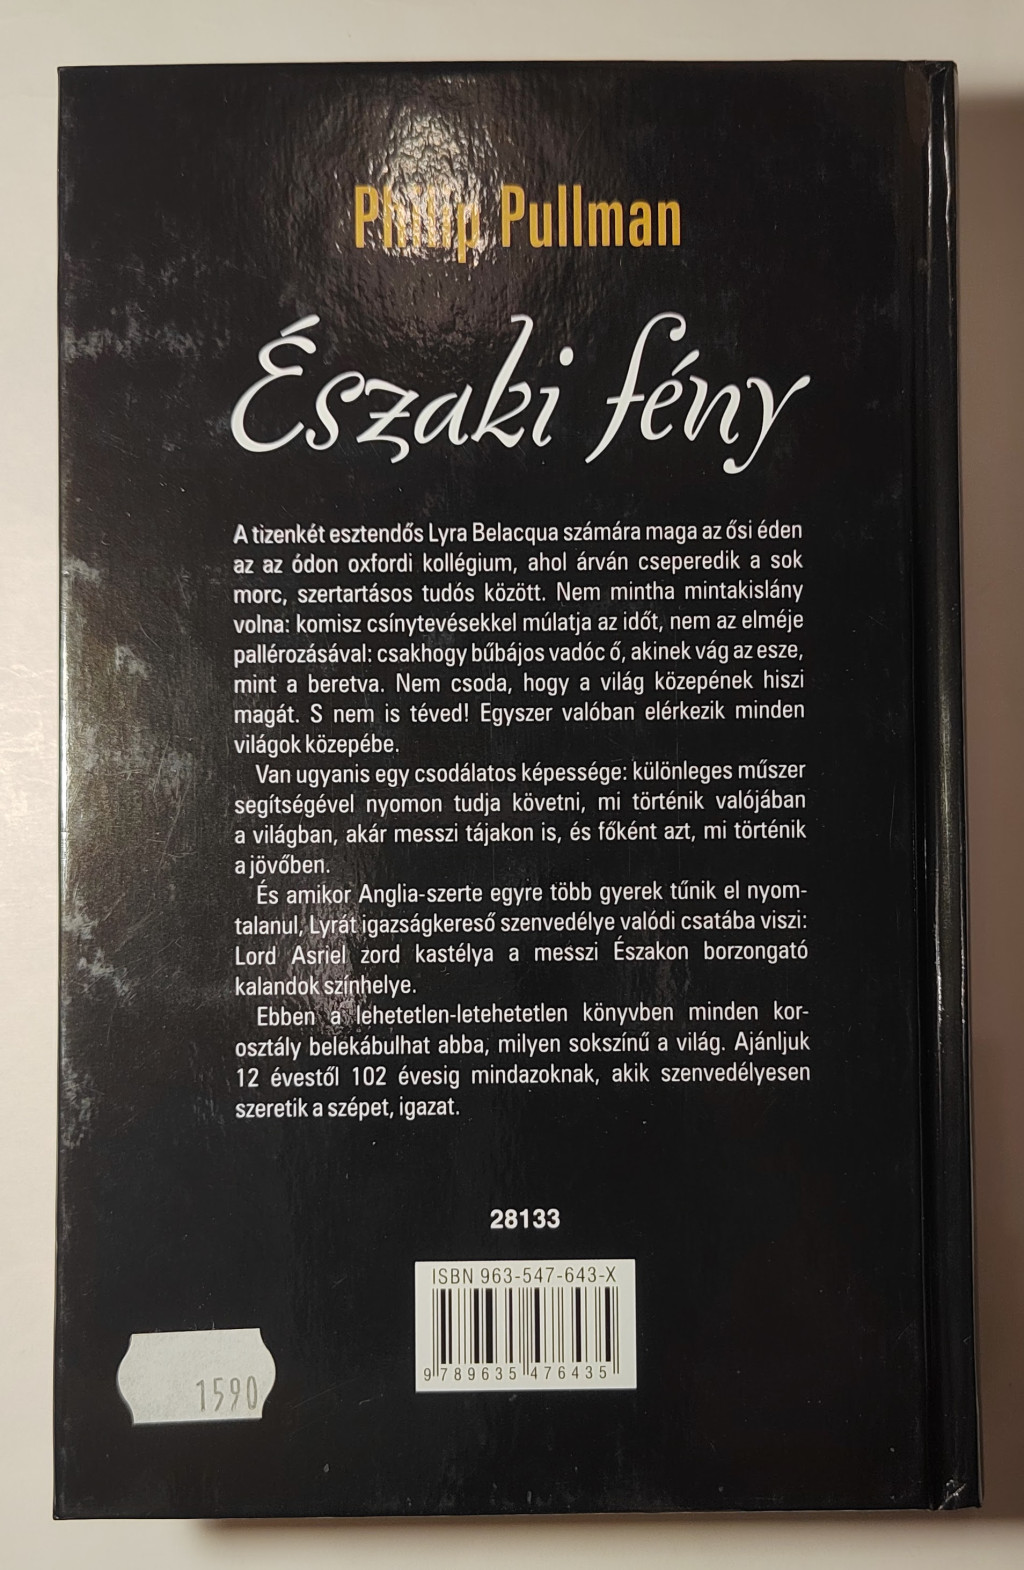 Philip Pullman
Északi fény
A tizenkét esztendős Lyra Belacqua számára maga az ősi éden
az az ódon oxfordi kollégium, ahol árván cseperedik a sok
morc, szertartásos tudós között. Nem mintha mintakislány
volna: komisz csínytevésekkel múlatja az időt, nem az elméje
pallérozásával: csakhogy bűbájos vadóc ő, akinek vág az esze,
mint a beretva. Nem csoda, hogy a világ közepének hiszi
magát. S nem is téved! Egyszer valóban elérkezik minden
világok közepébe.
Van ugyanis egy csodálatos képessége: különleges műszer
segítségével nyomon tudja követni, mi történik valójában
a világban, akár messzi tájakon is, és főként azt, mi történik
a jövőben.
És amikor Anglia-szerte egyre több gyerek tűnik el nyom-
talanul, Lyrát igazságkereső szenvedélye valódi csatába viszi:
Lord Asriel zord kastélya a messzi Északon borzongató
kalandok színhelye.
Ebben a lehetetlen-letehetetlen könyvben minden kor-
osztály belekábulhat abba, milyen sokszínű a világ. Ajánljuk
12 évestől 102 évesig mindazoknak, akik szenvedélyesen
szeretik a szépet, igazat.
28133
ISBN 963-547-643-X
9 789635 476435
1590